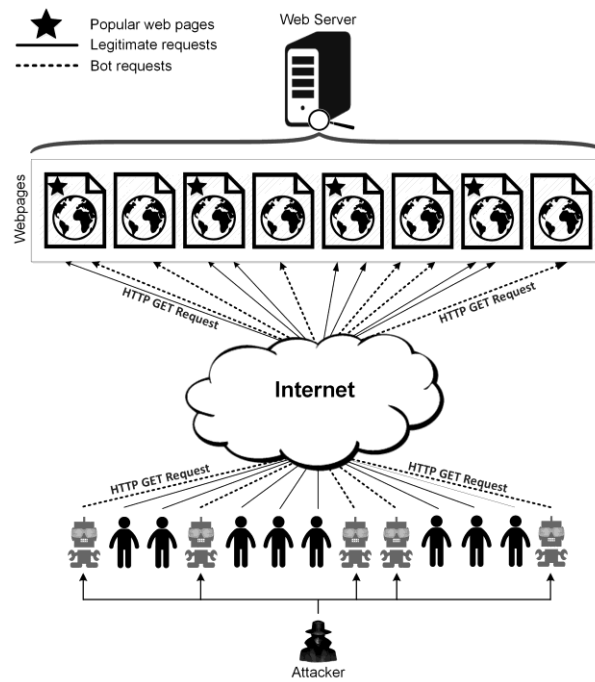 Web Server
Popular web pages
Legitimate requests
Bot requests
Webpages
HTTP GET Request
HTTP GET Request
Internet
HTTP GET Request
HTTP GET Request
Attacker